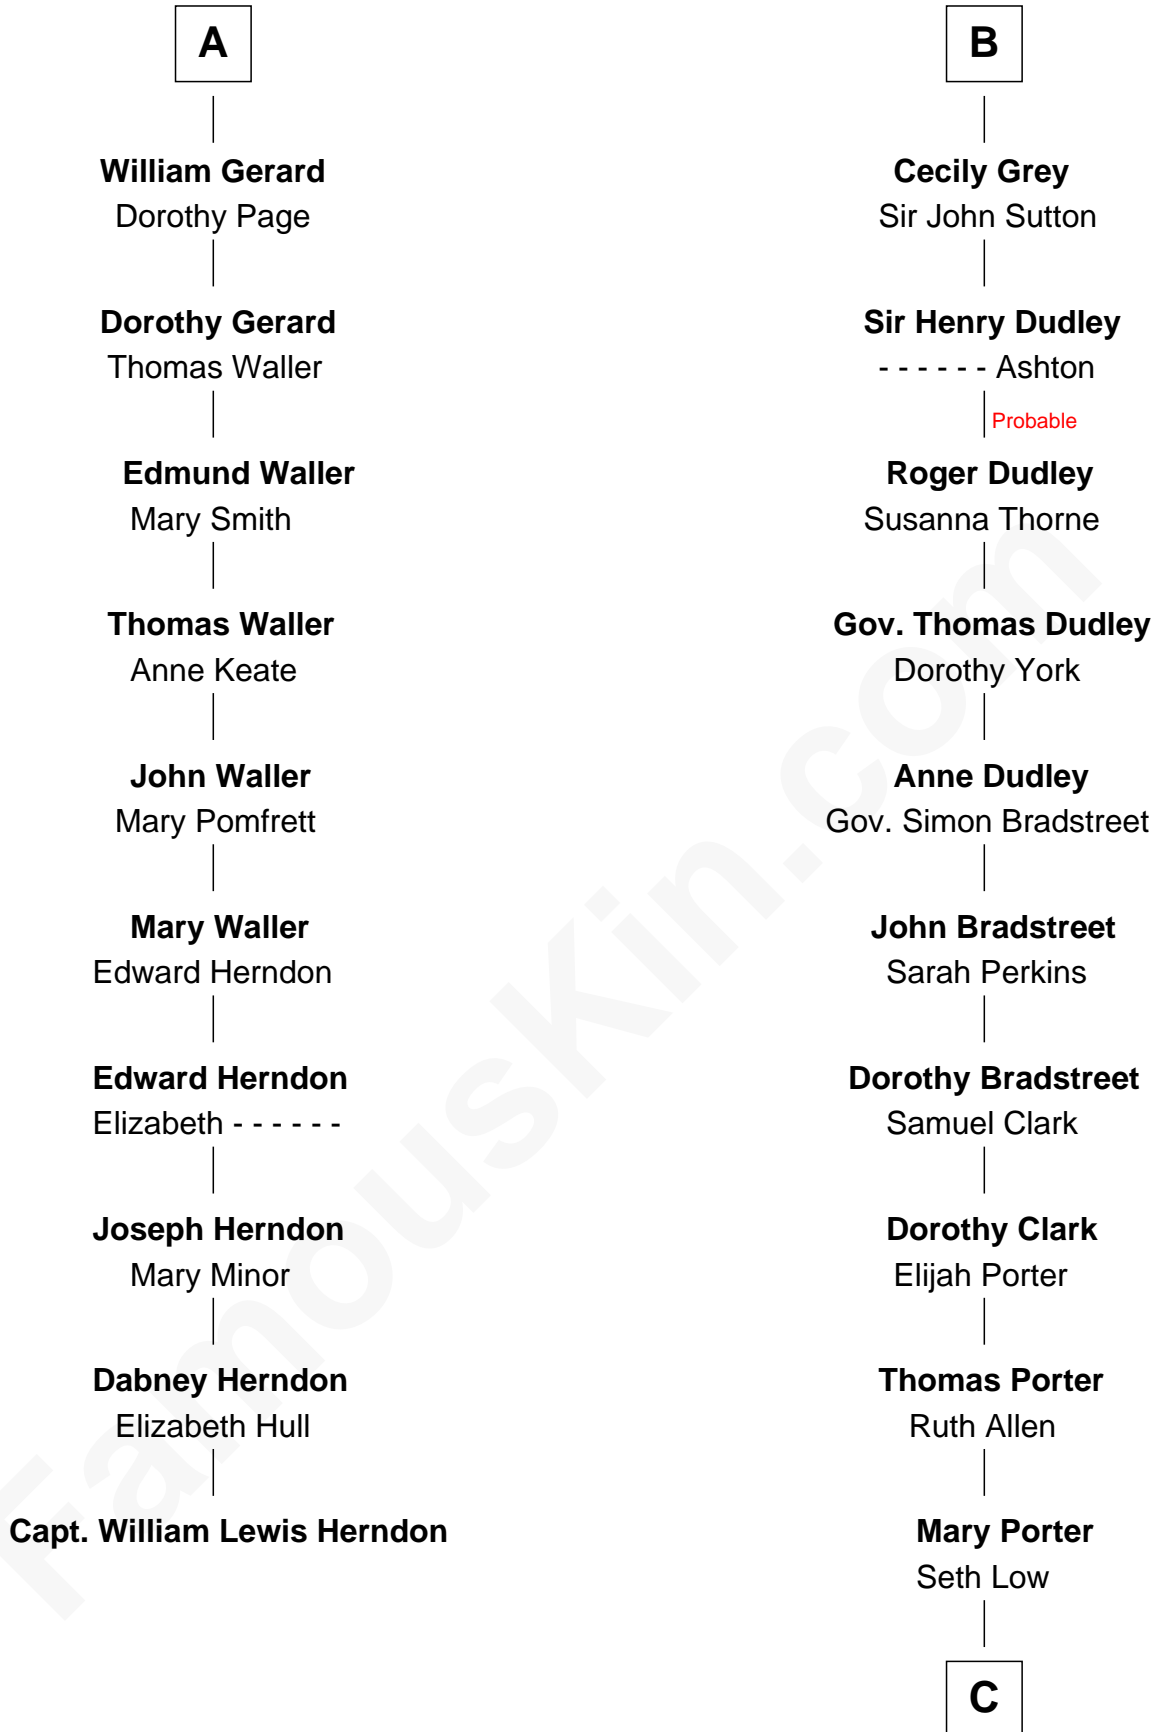 A
William Gerard
Dorothy Page
Dorothy Gerard
Thomas Waller
Edmund Waller
Mary Smith
Thomas Waller
Anne Keate
John Waller
Mary Pomfrett
Mary Waller
Edward Herndon
Edward Herndon
Elizabeth - - - - - -
Joseph Herndon
Mary Minor
Dabney Herndon
Elizabeth Hull
Capt. William Lewis Herndon
B
Cecily Grey
Sir John Sutton
Sir Henry Dudley
- - - - - - Ashton
Probable
Roger Dudley
Susanna Thorne
Gov. Thomas Dudley
Dorothy York
Anne Dudley
Gov. Simon Bradstreet
John Bradstreet
Sarah Perkins
Dorothy Bradstreet
Samuel Clark
Dorothy Clark
Elijah Porter
Thomas Porter
Ruth Allen
Mary Porter
Seth Low
C
FamousKin.com